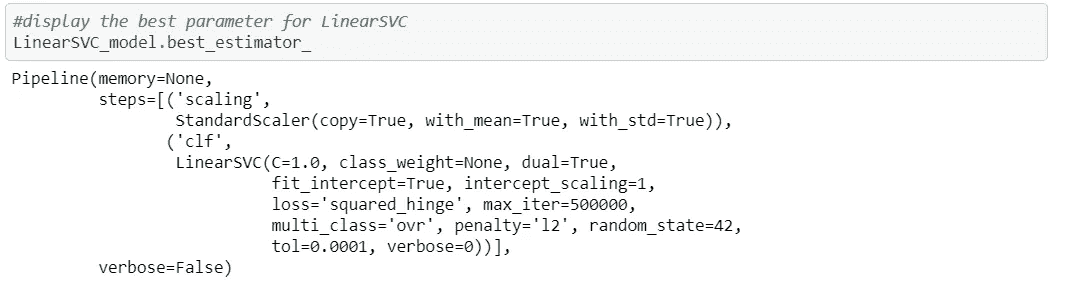 #display the best parameter for LinearSVC
LinearSVC_model.best_estimator_
Pipeline(memory=None,
         steps=[('scaling',
                 StandardScaler(copy=True, with_mean=True, with_std=True)),
                ('clf',
                 LinearSVC(C=1.0, class_weight=None, dual=True,
                           fit_intercept=True, intercept_scaling=1,
                           loss='squared_hinge', max_iter=500000,
                           multi_class='ovr', penalty='l2', random_state=42,
                           tol=0.0001, verbose=0))],
         verbose=False)